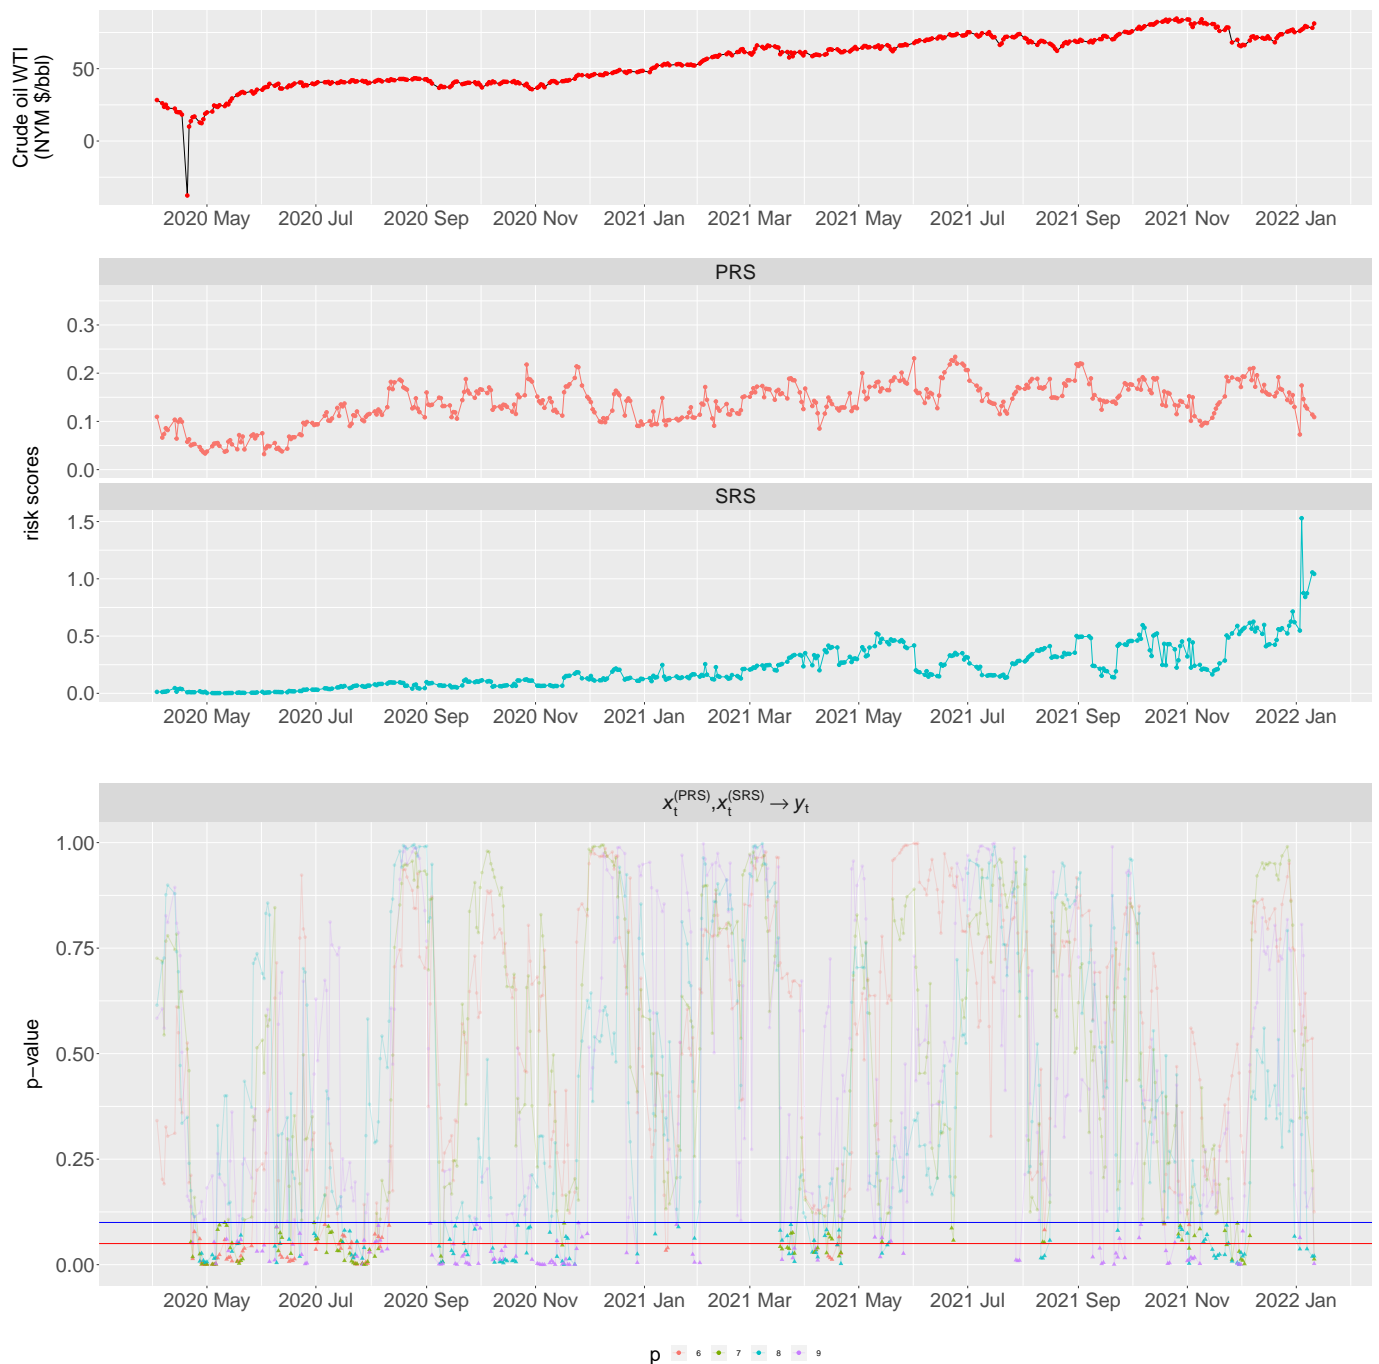 Crude oil WTI
(NYM $/bbl)
50
0
2020 May 2020 Jul 2020 Sep 2020 Nov 2021 Jan 2021 Mar 2021 May 2021 Jul 2021 Sep 2021 Nov 2022 Jan
PRS
risk scores
0.3
0.2
0.1
0.0
SRS
1.5
1.0
0.5
0.0
2020 May 2020 Jul 2020 Sep 2020 Nov 2021 Jan 2021 Mar 2021 May 2021 Jul 2021 Sep 2021 Nov 2022 Jan
x_t^(PRS), x_t^(SRS) → y_t
p−value
1.00
0.75
0.50
0.25
0.00
2020 May 2020 Jul 2020 Sep 2020 Nov 2021 Jan 2021 Mar 2021 May 2021 Jul 2021 Sep 2021 Nov 2022 Jan
p 6 7 8 9